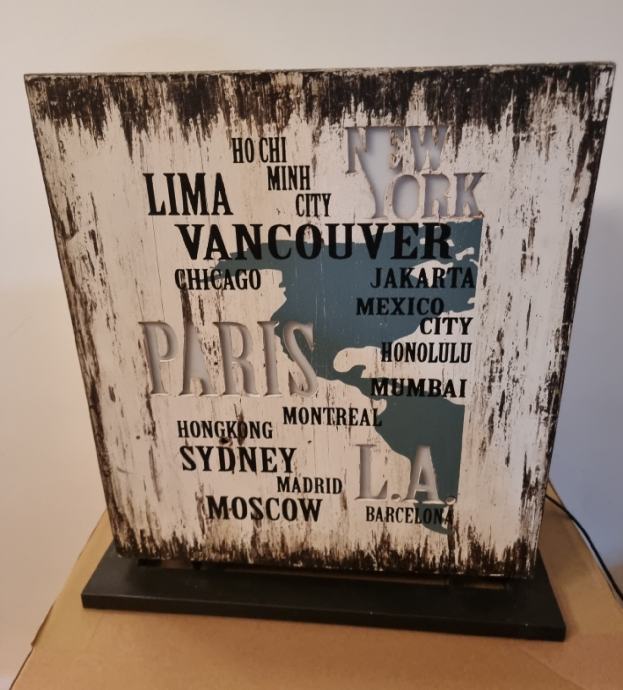 HO CHI
MINH
CITY
NEW
YORK
LIMA
VANCOUVER
CHICAGO
JAKARTA
MEXICO
CITY
PARIS
HONOLULU
MUMBAI
MONTREAL
HONGKONG
SYDNEY
L.A.
MADRID
MOSCOW
BARCELONA